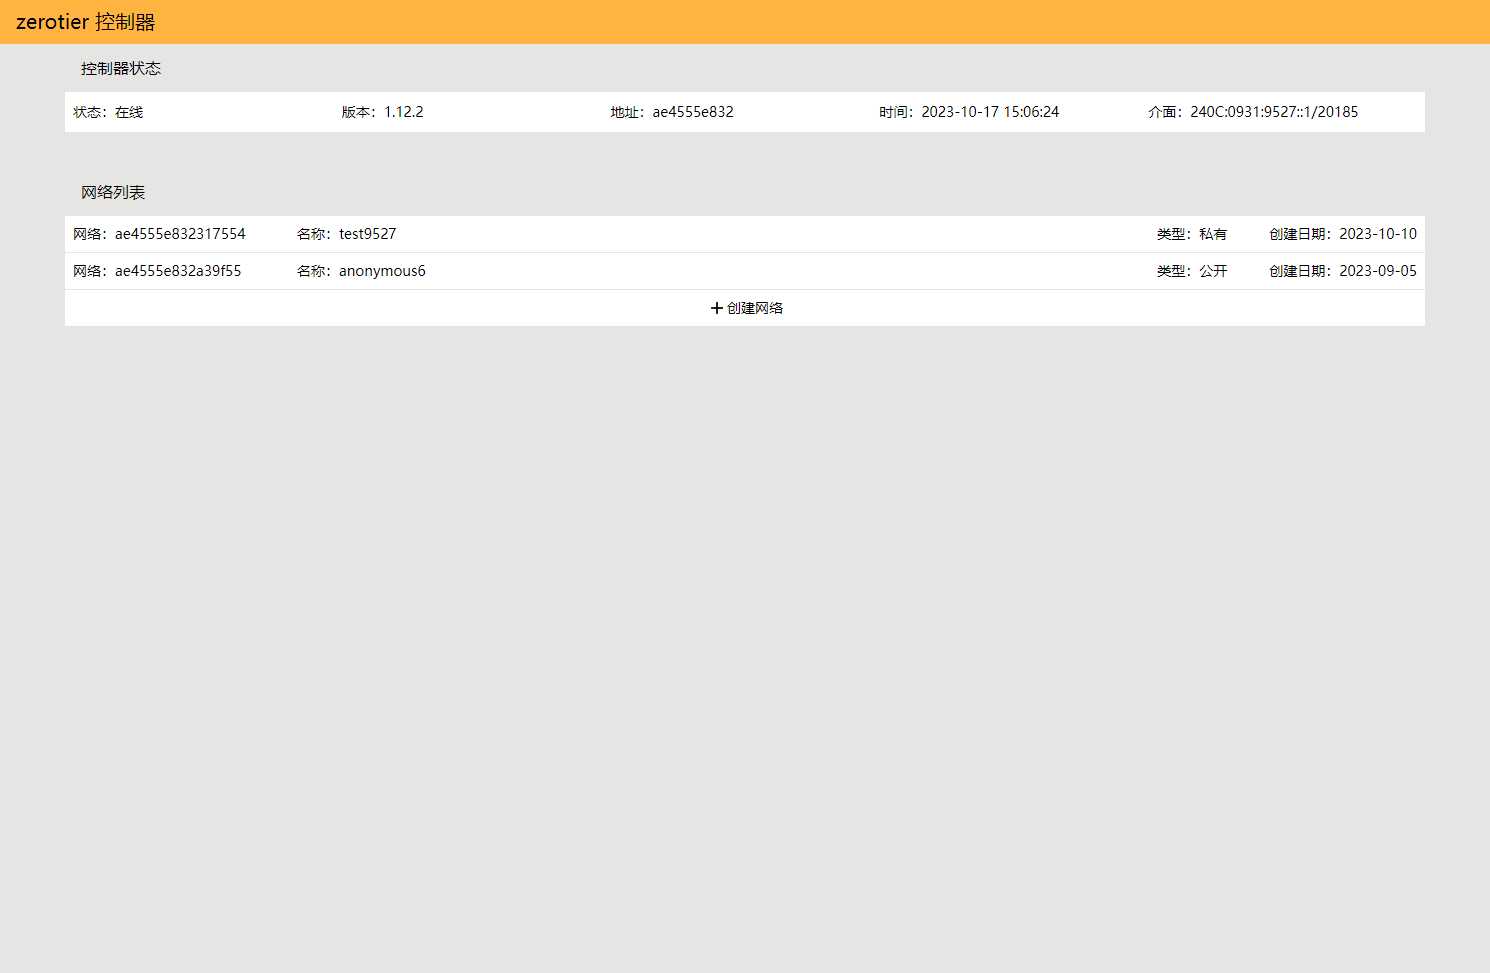 zerotier 控制器
控制器状态
状态：在线 版本：1.12.2 地址：ae4555e832 时间：2023-10-17 15:06:24 介面：240C:0931:9527::1/20185
网络列表
网络：ae4555e832317554 名称：test9527 类型：私有 创建日期：2023-10-10
网络：ae4555e832a39f55 名称：anonymous6 类型：公开 创建日期：2023-09-05
+ 创建网络